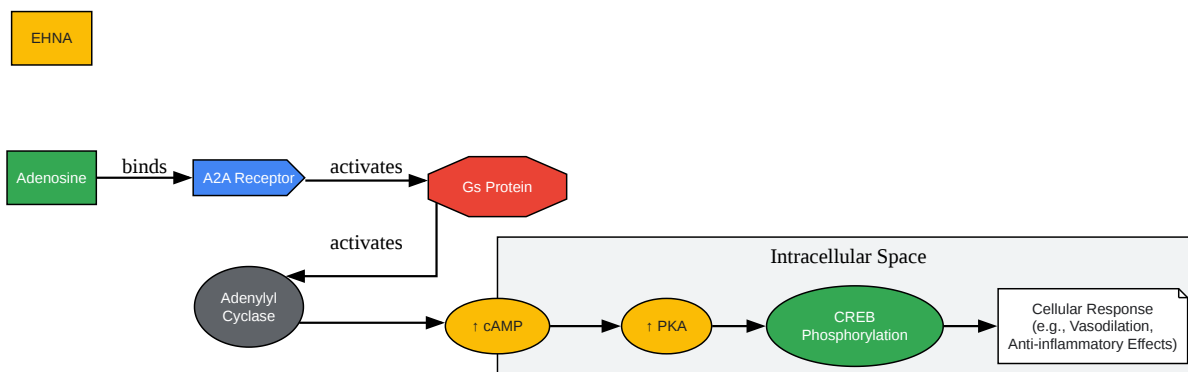 EHNA
Adenosine
binds
A2A Receptor
activates
Gs Protein
activates
Adenylyl
Cyclase
Intracellular Space
↑ cAMP
↑ PKA
CREB
Phosphorylation
Cellular Response
(e.g., Vasodilation,
Anti-inflammatory Effects)